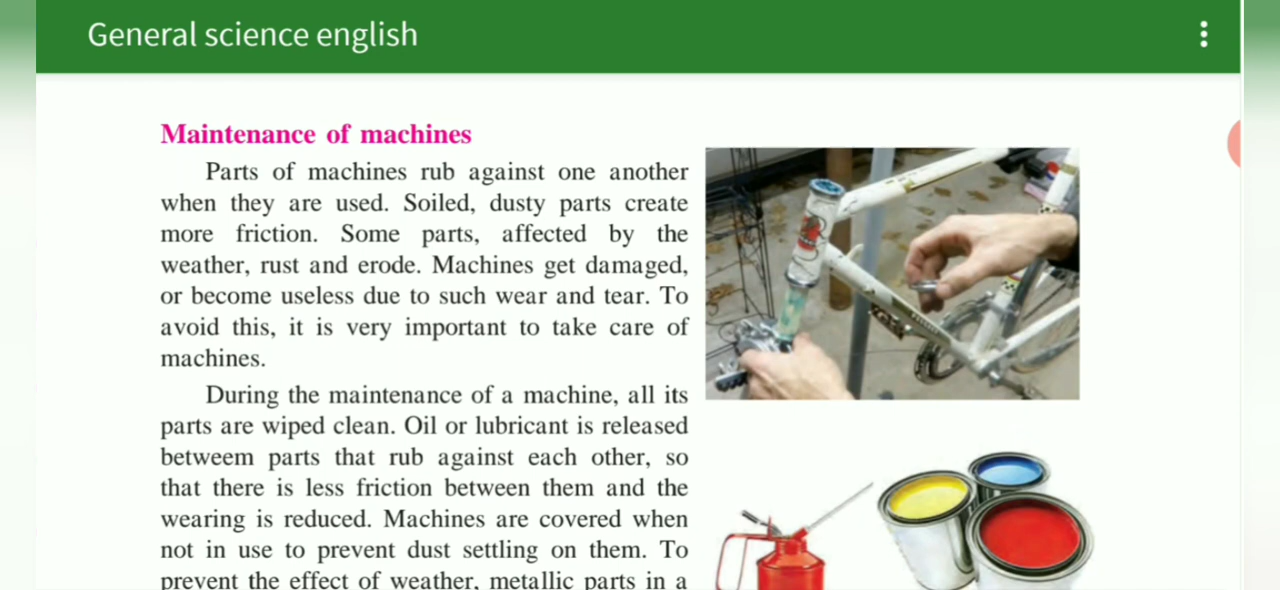 General science english
Maintenance of machines
Parts of machines rub against one another
when they are used. Soiled, dusty parts create
more friction. Some parts, affected by the
weather, rust and erode. Machines get damaged,
or become useless due to such wear and tear. To
avoid this, it is very important to take care of
machines.
During the maintenance of a machine, all its
parts are wiped clean. Oil or lubricant is released
betweem parts that rub against each other, so
that there is less friction between them and the
wearing is reduced. Machines are covered when
not in use to prevent dust settling on them. To
prevent the effect of weather, metallic parts in a